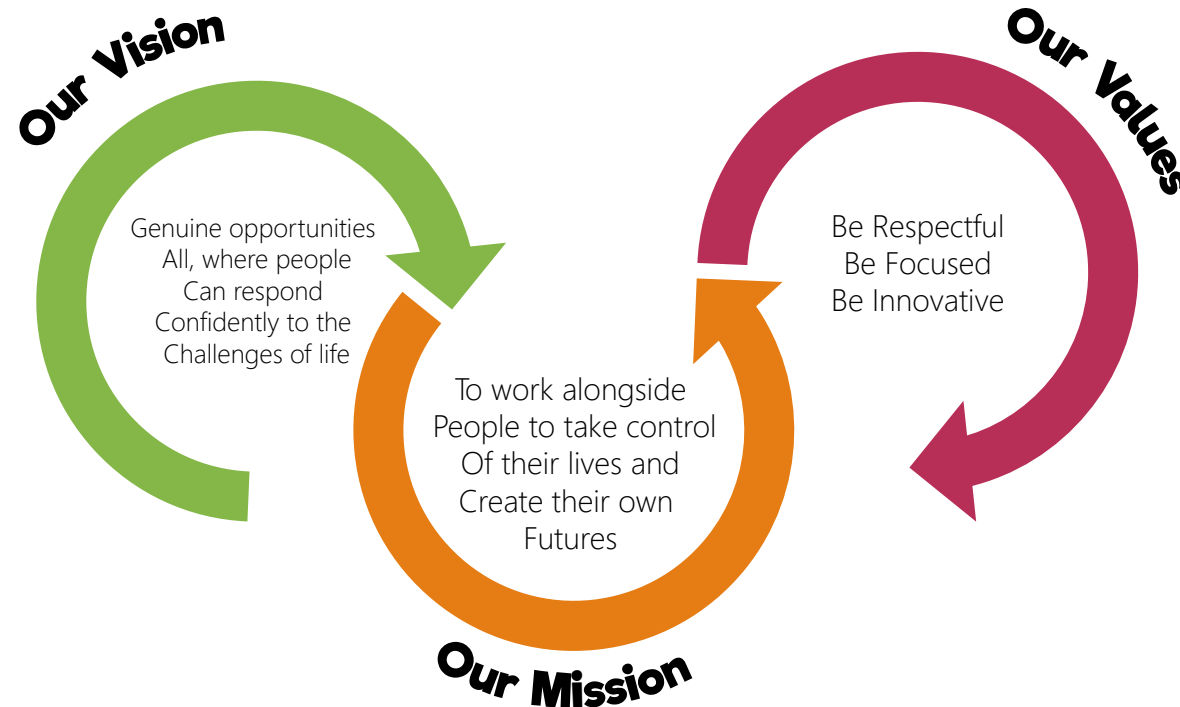 Our Vision
Genuine opportunities
All, where people
Can respond
Confidently to the
Challenges of life
Our Mission
To work alongside
People to take control
Of their lives and
Create their own
Futures
Our Values
Be Respectful
Be Focused
Be Innovative